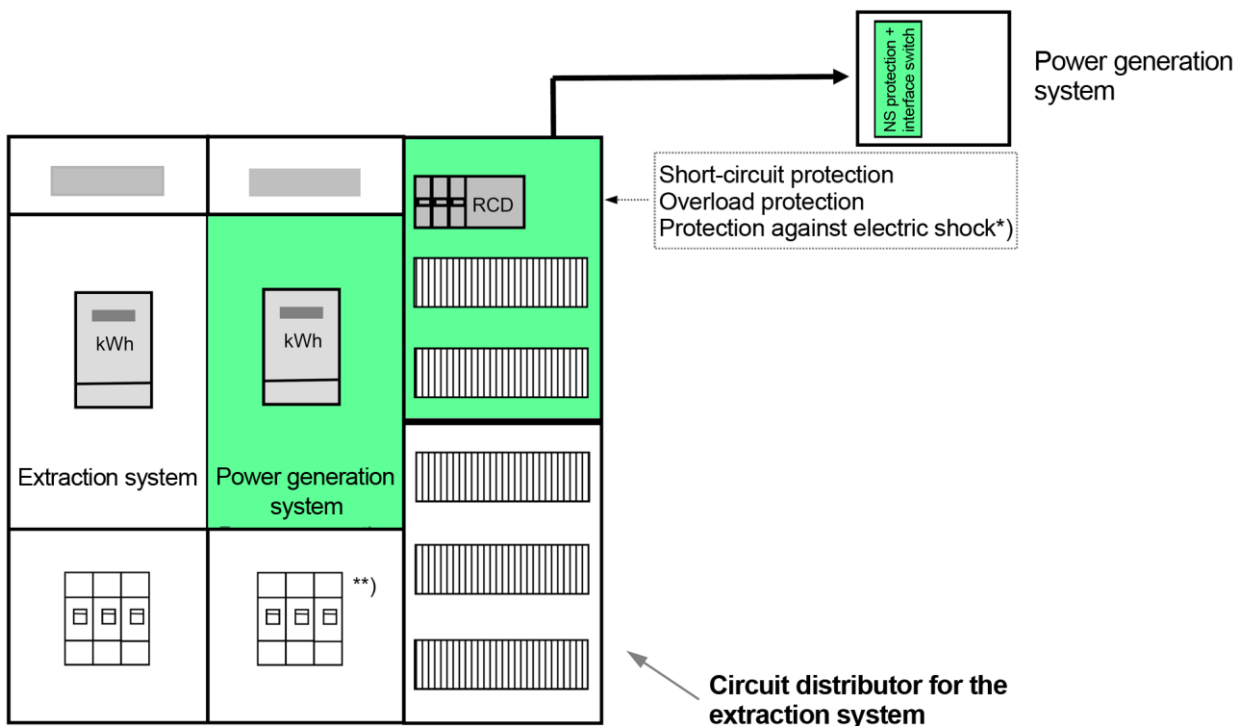 NS protection +
interface switch
Power generation
system
RCD
Short-circuit protection
Overload protection
Protection against electric shock*)
kWh
kWh
Extraction system
Power generation
system
**)
Circuit distributor for the
extraction system